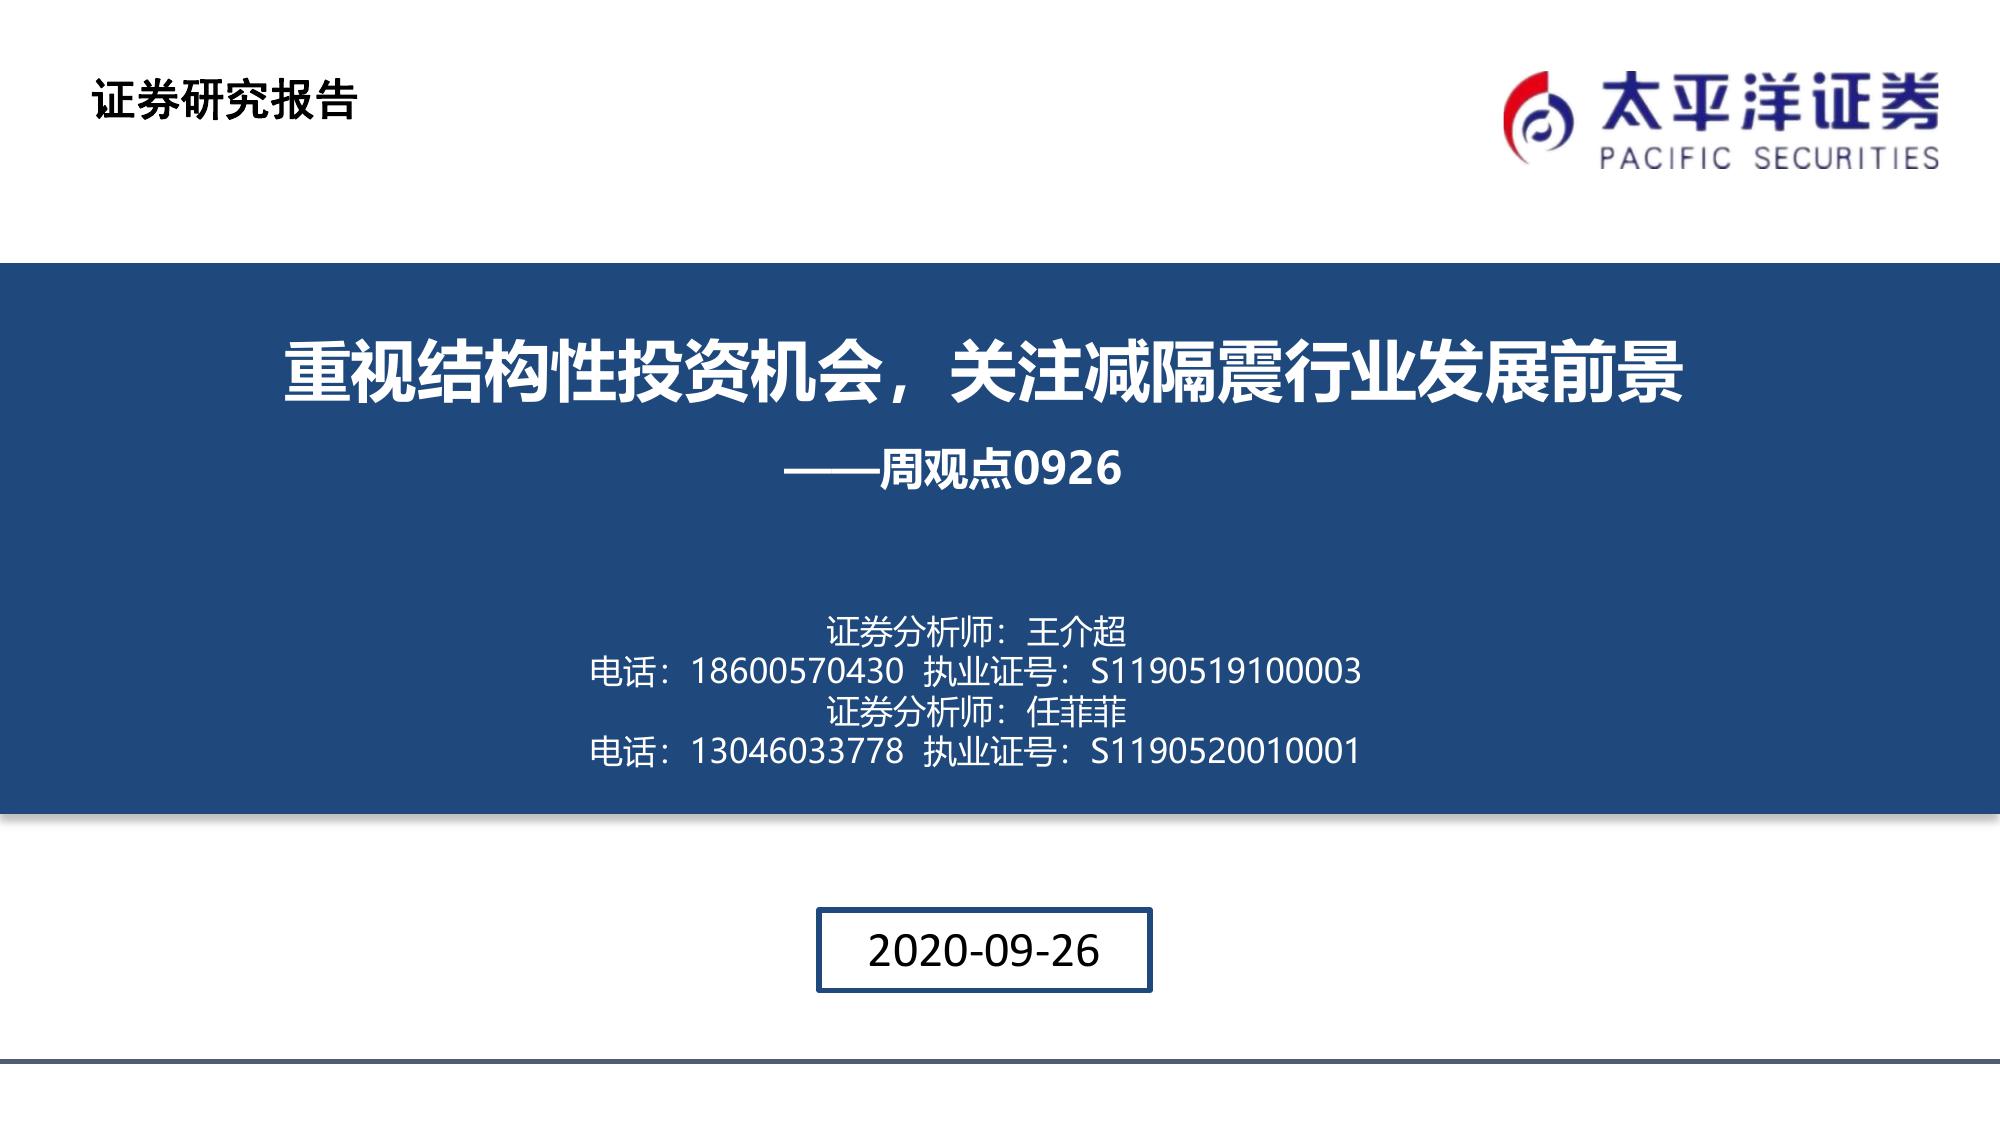 证券研究报告
太平洋证券
PACIFIC SECURITIES
重视结构性投资机会，关注减隔震行业发展前景
——周观点0926
证券分析师：王介超
电话：18600570430 执业证号：S1190519100003
证券分析师：任菲菲
电话：13046033778 执业证号：S1190520010001
2020-09-26